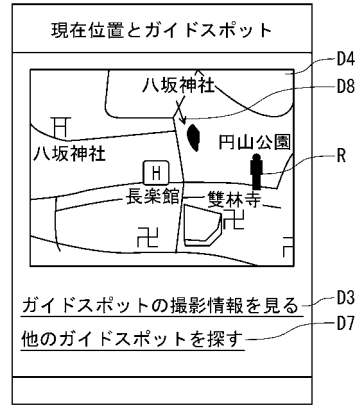 現在位置とガイドスポット
D4
八坂神社
D8
円山公園
八坂神社
R
H
長楽館
雙林寺
卍
卍
卍
ガイドスポットの撮影情報を見る
D3
他のガイドスポットを探す
D7